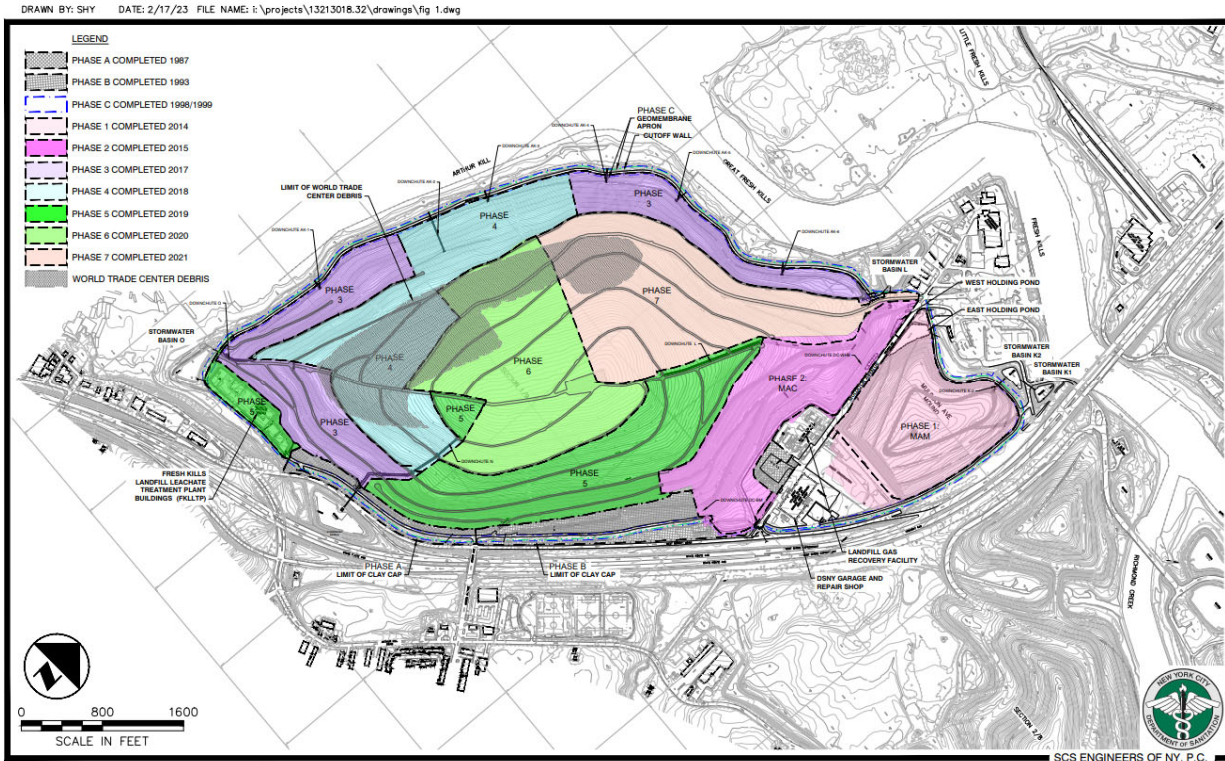 DRAWN BY: SHY DATE: 2/17/23 FILE NAME: i:\projects\13213018.32\drawings\fig 1.dwg
LEGEND
PHASE A COMPLETED 1987
PHASE B COMPLETED 1993
PHASE C COMPLETED 1998/1999
PHASE 1 COMPLETED 2014
PHASE 2 COMPLETED 2015
PHASE 3 COMPLETED 2017
PHASE 4 COMPLETED 2018
PHASE 5 COMPLETED 2019
PHASE 6 COMPLETED 2020
PHASE 7 COMPLETED 2021
WORLD TRADE CENTER DEBRIS
LITTLE FRESH KILLS
PHASE C
GEOMEMBRANE
APRON
CUTOFF WALL
ARTHUR KILL
GREAT FRESH KILLS
LIMIT OF WORLD TRADE
CENTER DEBRIS
PHASE
3
PHASE
4
FRESH KILLS
STORMWATER
BASIN L
WEST HOLDING POND
EAST HOLDING POND
PHASE
3
PHASE
7
DOWNCHUTE O
STORMWATER
BASIN O
DOWNCHUTE L
STORMWATER
BASIN K2
STORMWATER
BASIN K1
PHASE
4
PHASE
6
PHASE 2:
MAC
PHASE
5
PHASE
5
PHASE
3
PHASE 1:
MAM
PHASE
5
FRESH KILLS
LANDFILL LEACHATE
TREATMENT PLANT
BUILDINGS (FKLLTP)
PHASE A
LIMIT OF CLAY CAP
PHASE B
LIMIT OF CLAY CAP
LANDFILL GAS
RECOVERY FACILITY
DSNY GARAGE AND
REPAIR SHOP
RICHMOND CREEK
SECTION 2/8
0 800 1600
SCALE IN FEET
NEW YORK CITY
DEPARTMENT OF SANITATION
SCS ENGINEERS OF NY, P.C.